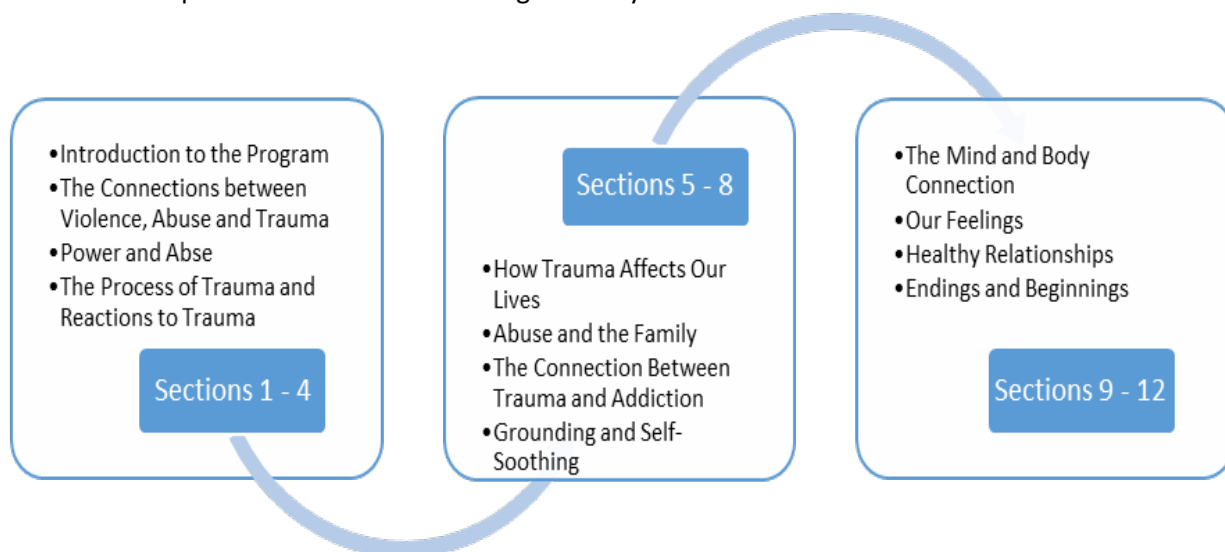 •Introduction to the Program
•The Connections between
Violence, Abuse and Trauma
•Power and Abse
•The Process of Trauma and
Reactions to Trauma
Sections 1 - 4
Sections 5 - 8
•How Trauma Affects Our
Lives
•Abuse and the Family
•The Connection Between
Trauma and Addiction
•Grounding and Self-
Soothing
•The Mind and Body
Connection
•Our Feelings
•Healthy Relationships
•Endings and Beginnings
Sections 9 - 12